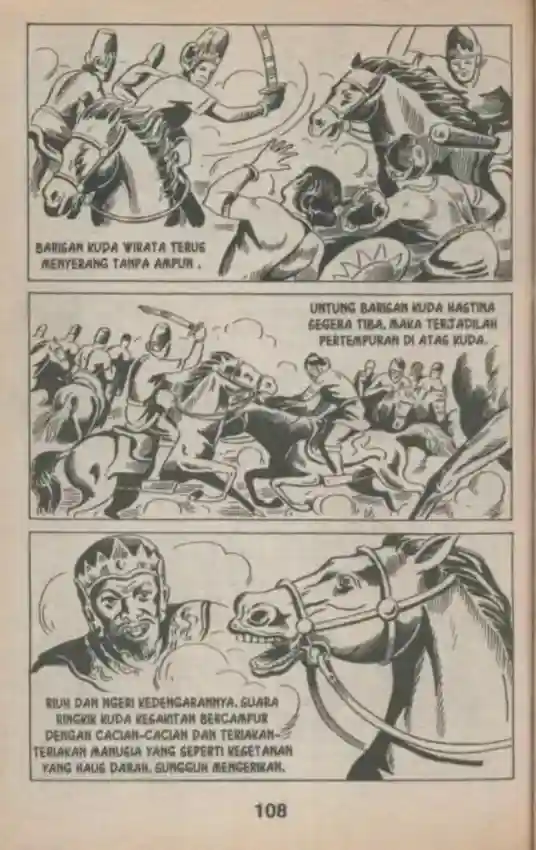 BARISAN KUDA WIRATA TERUS
MENYERANG TANPA AMPUN.
UNTUNG BARISAN KUDA HASTINA
SEGERA TIBA. MAKA TERJADILAH
PERTEMPURAN DI ATAS KUDA.
RIUH DAN NGERI KEDENGARANNYA. SUARA
RINGKIK KUDA KESAKITAN BERCAMPUR
DENGAN CACIAN-CACIAN DAN TERIAKAN-
TERIAKAN MANUSIA YANG SEPERTI KESETANAN
YANG HAUS DARAH. SUNGGUH MENGERIKAN.
108